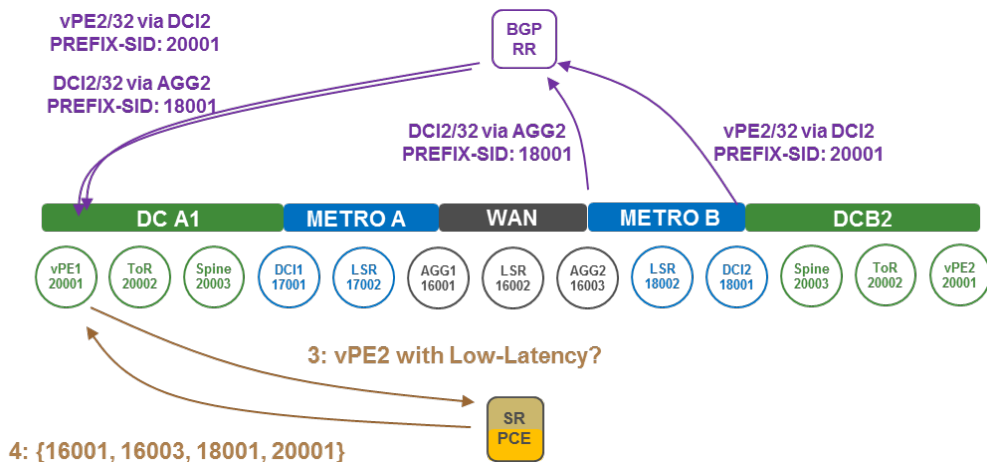 vPE2/32 via DCI2
PREFIX-SID: 20001
DCI2/32 via AGG2
PREFIX-SID: 18001
BGP
RR
DCI2/32 via AGG2
PREFIX-SID: 18001
vPE2/32 via DCI2
PREFIX-SID: 20001
DC A1
METRO A
WAN
METRO B
DCB2
vPE1
20001
ToR
20002
Spine
20003
DCI1
17001
LSR
17002
AGG1
16001
LSR
16002
AGG2
16003
LSR
18002
DCI2
18001
Spine
20003
ToR
20002
vPE2
20001
3: vPE2 with Low-Latency?
SR
PCE
4: {16001, 16003, 18001, 20001}